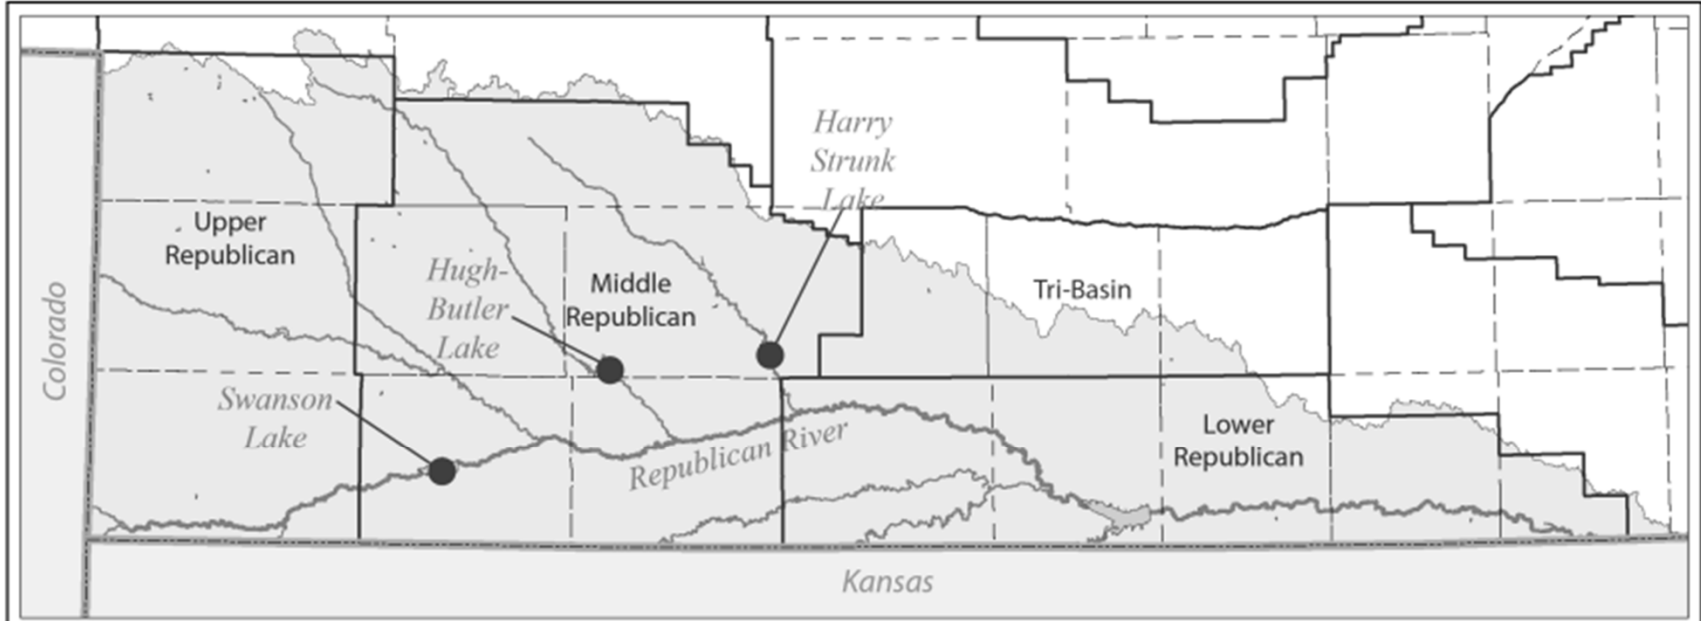 Harry
Strunk
Lake
Upper
Republican
Hugh-
Butler
Lake
Middle
Republican
Tri-Basin
Colorado
Swanson
Lake
Republican River
Lower
Republican
Kansas